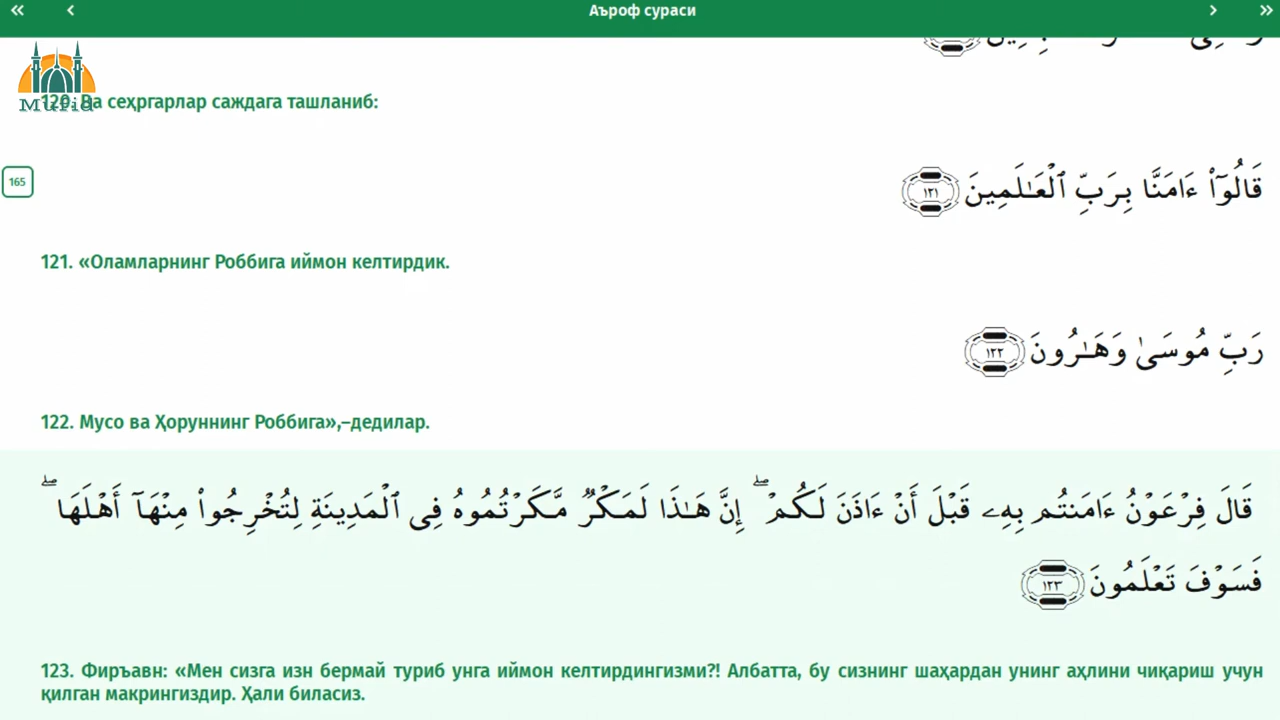 Аъроф сураси
120. Ва сеҳргарлар саждага ташланиб:
Mufid
165
قَالُوٓا۟ ءَامَنَّا بِرَبِّ ٱلْعَـٰلَمِينَ ١٢١
121. «Оламларнинг Роббига иймон келтирдик.
رَبِّ مُوسَىٰ وَهَـٰرُونَ ١٢٢
122. Мусо ва Ҳоруннинг Роббига»,–дедилар.
قَالَ فِرْعَوْنُ ءَامَنتُم بِهِۦ قَبْلَ أَنْ ءَاذَنَ لَكُمْ ۖ إِنَّ هَـٰذَا لَمَكْرٌ مَّكَرْتُمُوهُ فِى ٱلْمَدِينَةِ لِتُخْرِجُوا۟ مِنْهَآ أَهْلَهَا ۖ
فَسَوْفَ تَعْلَمُونَ ١٢٣
123. Фиръавн: «Мен сизга изн бермай туриб унга иймон келтирдингизми?! Албатта, бу сизнинг шаҳардан унинг аҳлини чиқариш учун
қилган макрингиздир. Ҳали биласиз.